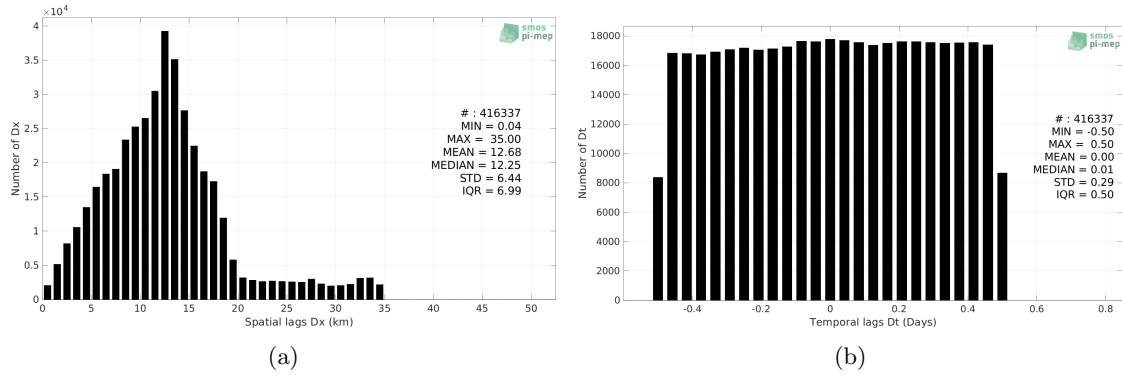 ×10⁴
4
3.5
3
2.5
2
1.5
1
0.5
0
Number of Dx
0 5 10 15 20 25 30 35 40 45 50
Spatial lags Dx (km)
smos
pi-mep
# : 416337
MIN = 0.04
MAX = 35.00
MEAN = 12.68
MEDIAN = 12.25
STD = 6.44
IQR = 6.99
(a)
18000
16000
14000
12000
10000
8000
6000
4000
2000
0
Number of Dt
-0.4 -0.2 0 0.2 0.4 0.6 0.8
Temporal lags Dt (Days)
smos
pi-mep
# : 416337
MIN = -0.50
MAX = 0.50
MEAN = 0.00
MEDIAN = 0.01
STD = 0.29
IQR = 0.50
(b)